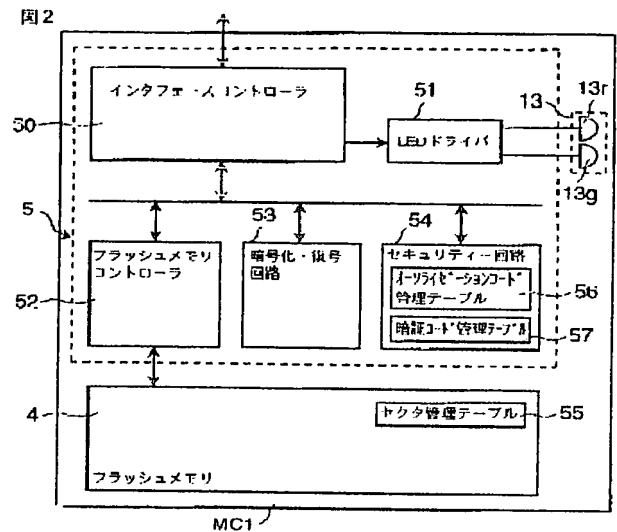 図2
インタフェースコントローラ
50
51
LEDドライバ
13
13r
13g
5
52
フラッシュメモリ
コントローラ
53
暗号化・復号
回路
54
セキュリティー回路
イーソライゼーションコード
管理テーブル
56
暗証コード管理テーブル
57
4
セクタ管理テーブル
55
フラッシュメモリ
MC1